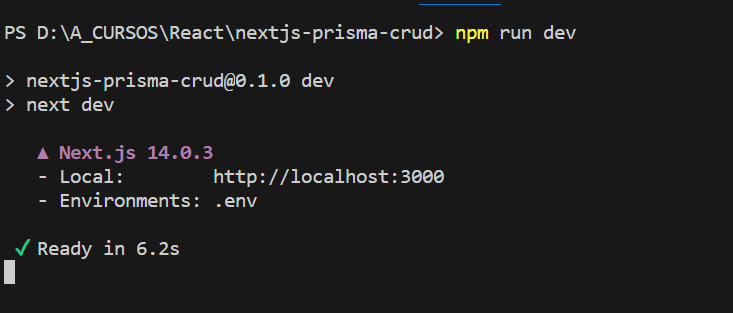 PS D:\A_CURSOS\React\nextjs-prisma-crud> npm run dev
> nextjs-prisma-crud@0.1.0 dev
> next dev
▲ Next.js 14.0.3
- Local: http://localhost:3000
- Environments: .env
✓ Ready in 6.2s